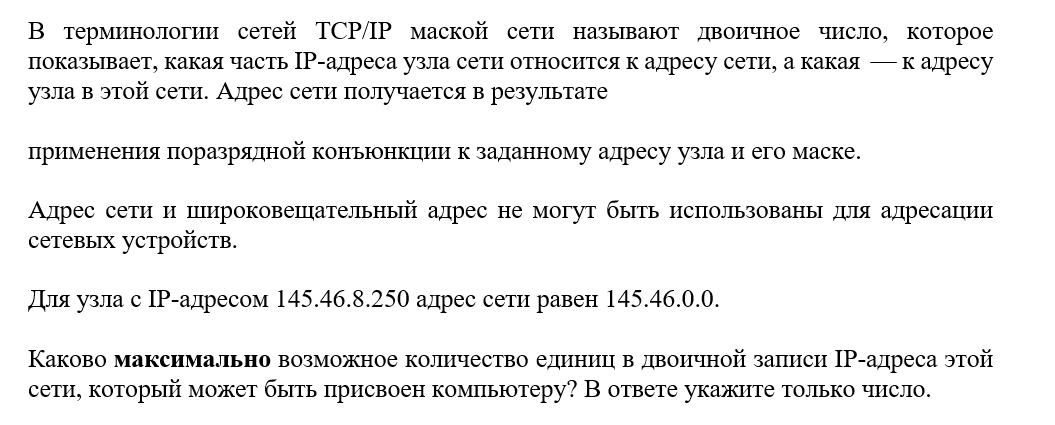 В терминологии сетей TCP/IP маской сети называют двоичное число, которое
показывает, какая часть IP-адреса узла сети относится к адресу сети, а какая — к адресу
узла в этой сети. Адрес сети получается в результате
применения поразрядной конъюнкции к заданному адресу узла и его маске.
Адрес сети и широковещательный адрес не могут быть использованы для адресации
сетевых устройств.
Для узла с IP-адресом 145.46.8.250 адрес сети равен 145.46.0.0.
Каково максимально возможное количество единиц в двоичной записи IP-адреса этой
сети, который может быть присвоен компьютеру? В ответе укажите только число.